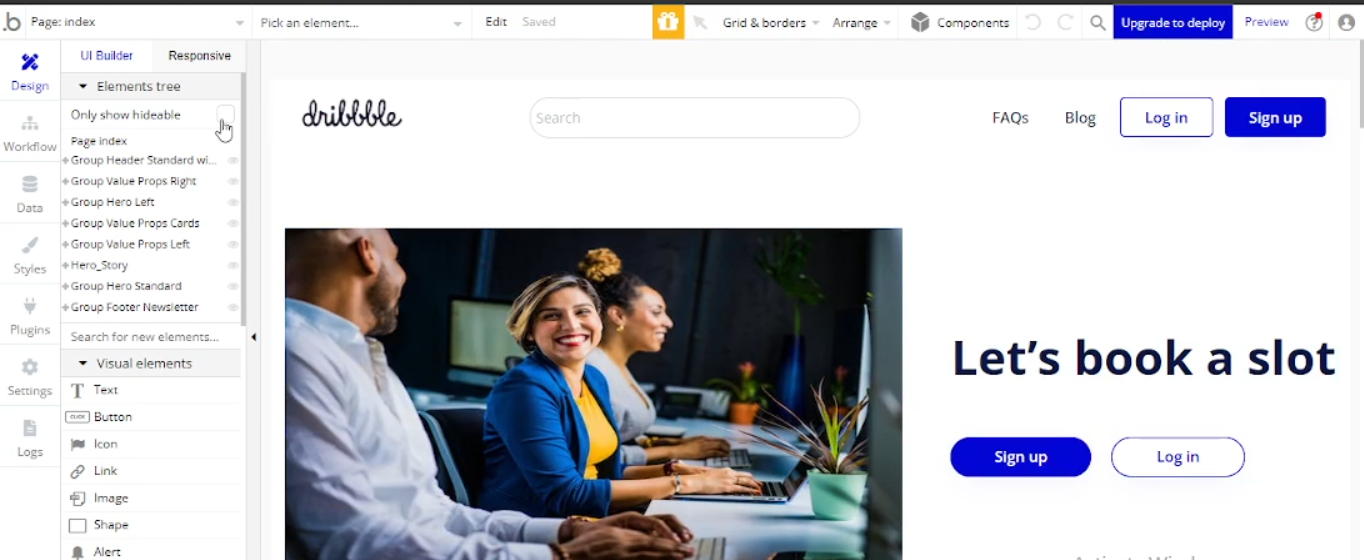 .b Page: index Pick an element... Edit Saved Grid & borders Arrange Components Upgrade to deploy Preview
UI Builder Responsive
Design
Elements tree
Only show hideable
Workflow
Page index
Group Header Standard wi...
Group Value Props Right
Data
Group Hero Left
Group Value Props Cards
Group Value Props Left
Styles
Hero_Story
Group Hero Standard
Group Footer Newsletter
Plugins
Search for new elements...
Visual elements
Settings
Text
CLICK Button
Icon
Logs
Link
Image
Shape
Alert
dribbble Search FAQs Blog Log in Sign up
Let's book a slot
Sign up Log in